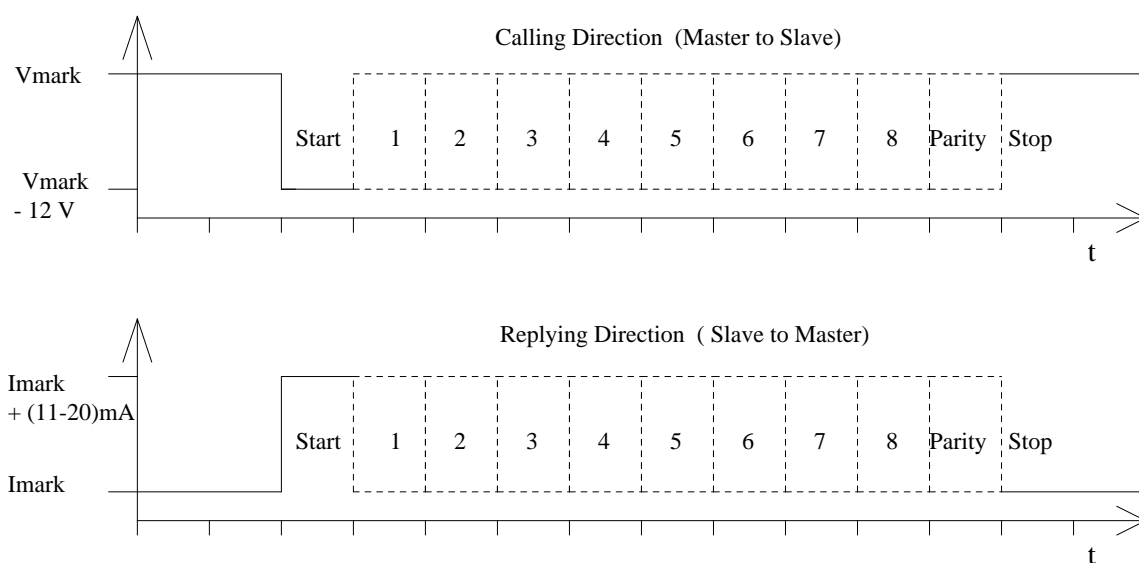 Calling Direction (Master to Slave)
Vmark
Start 1 2 3 4 5 6 7 8 Parity Stop
Vmark
- 12 V
t
Replying Direction ( Slave to Master)
Imark
+ (11-20)mA
Start 1 2 3 4 5 6 7 8 Parity Stop
Imark
t